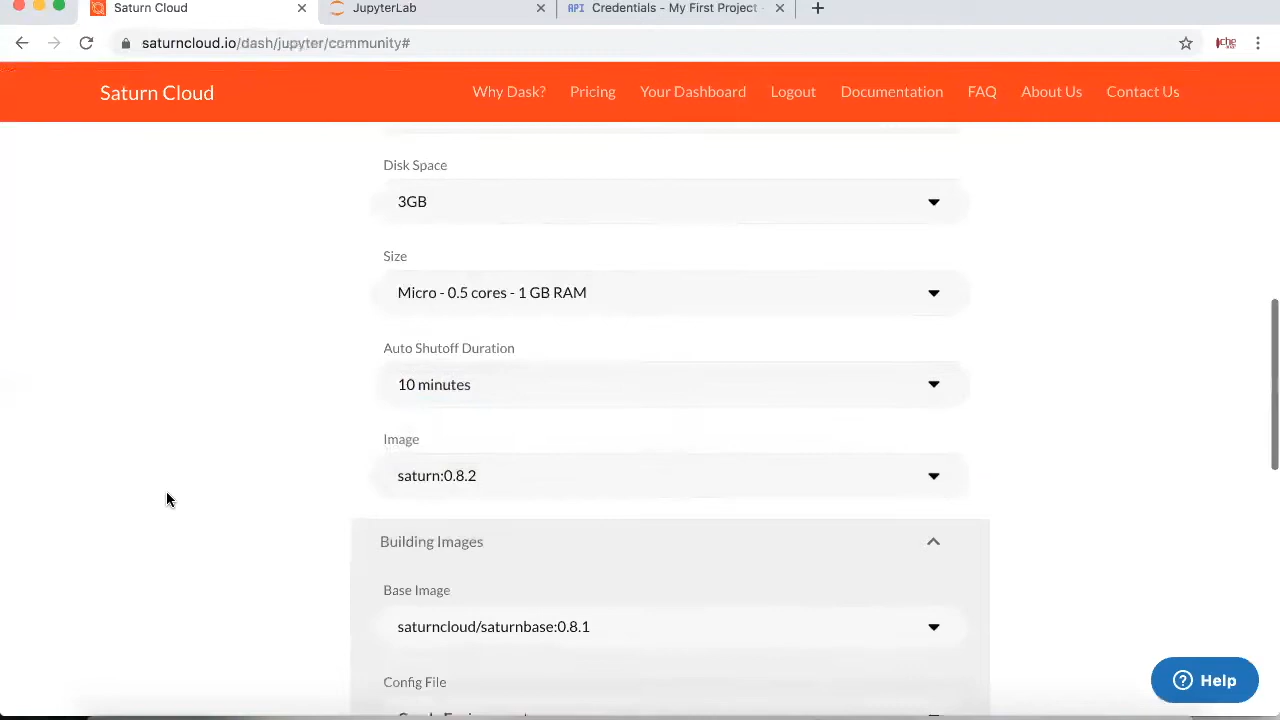 Saturn Cloud
JupyterLab
API Credentials - My First Project
saturncloud.io/dash/jupyter/community#
Saturn Cloud
Why Dask?
Pricing
Your Dashboard
Logout
Documentation
FAQ
About Us
Contact Us
Disk Space
3GB
Size
Micro - 0.5 cores - 1 GB RAM
Auto Shutoff Duration
10 minutes
Image
saturn:0.8.2
Building Images
Base Image
saturncloud/saturnbase:0.8.1
Config File
Help